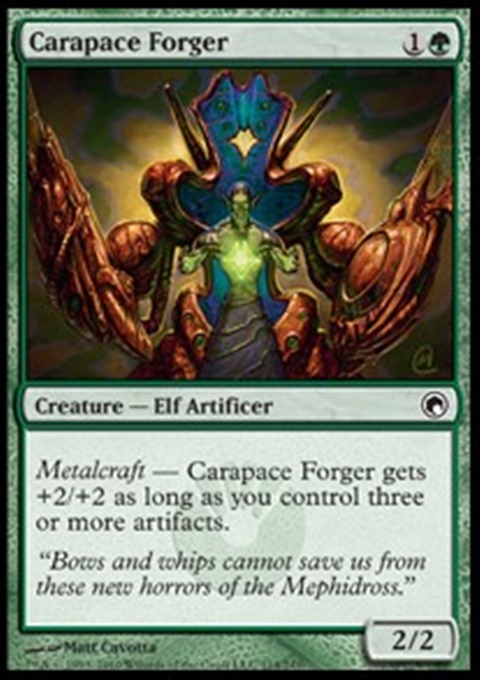 Carapace Forger 1
Creature — Elf Artificer
Metalcraft — Carapace Forger gets
+2/+2 as long as you control three
or more artifacts.
"Bows and whips cannot save us from
these new horrors of the Mephidross."
Matt Cavotta
2/2